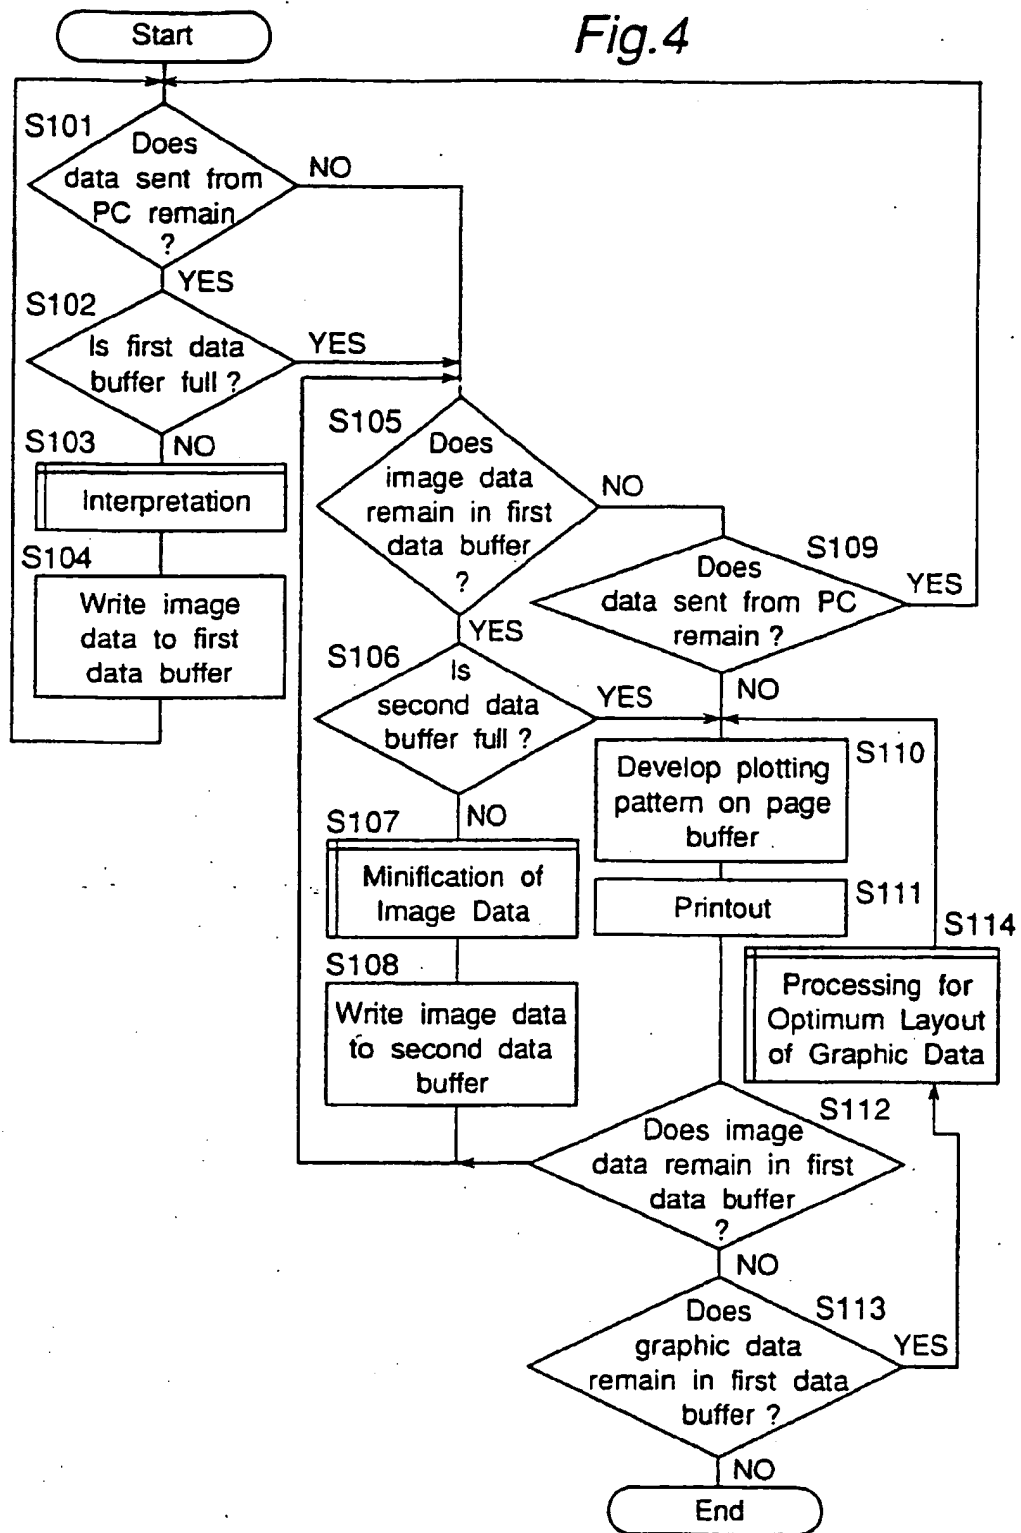 Fig.4
Start
S101
Does
data sent from
PC remain
?
NO
YES
S102
Is first data
buffer full ?
YES
NO
S103
Interpretation
S104
Write image
data to first
data buffer
S105
Does
image data
remain in first
data buffer
?
NO
YES
S109
Does
data sent from PC
remain ?
YES
NO
S106
Is
second data
buffer full ?
YES
NO
S107
Minification of
Image Data
S108
Write image data
to second data
buffer
S110
Develop plotting
pattern on page
buffer
S111
Printout
S114
Processing for
Optimum Layout
of Graphic Data
S112
Does image
data remain in first
data buffer
?
NO
S113
Does
graphic data
remain in first data
buffer ?
YES
NO
End